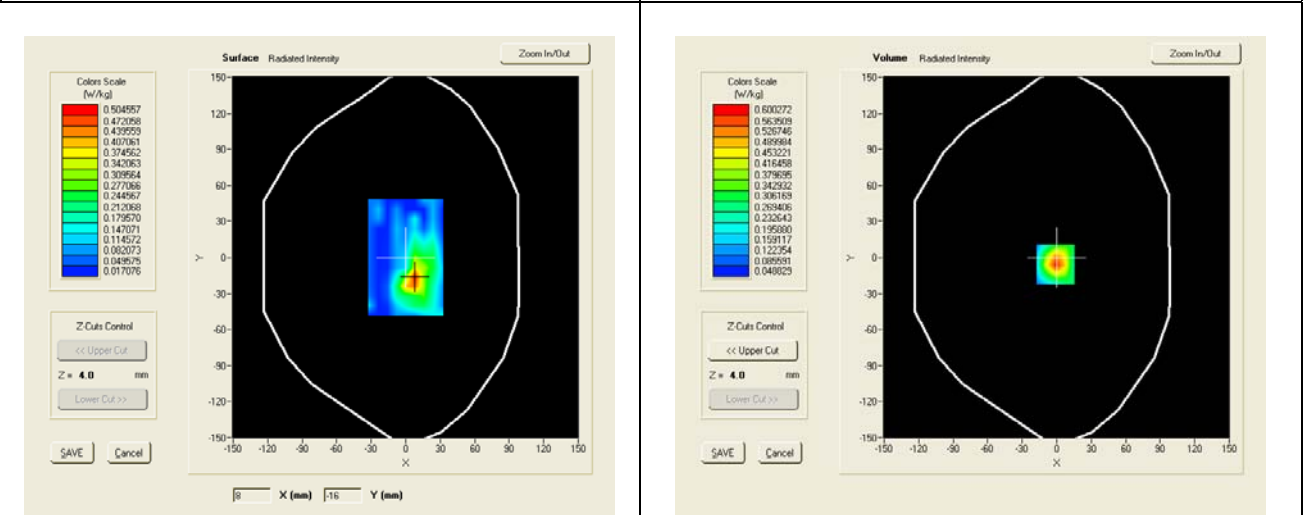 Surface Radiated Intensity
Zoom In/Out
Colors Scale
(W/kg)
0.504557
0.472058
0.439559
0.407061
0.374562
0.342063
0.309564
0.277066
0.244567
0.212068
0.179570
0.147071
0.114572
0.082073
0.049575
0.017076
Z-Cuts Control
<< Upper Cut
Z = 4.0 mm
Lower Cut >>
SAVE Cancel
150
120
90
60
30
0
-30
-60
-90
-120
-150
Y
-150 -120 -90 -60 -30 0 30 60 90 120 150
X
8 X (mm) -16 Y (mm)
Volume Radiated Intensity
Zoom In/Out
Colors Scale
(W/kg)
0.600272
0.563509
0.526746
0.489984
0.453221
0.416458
0.379695
0.342932
0.306169
0.269406
0.232643
0.195880
0.159117
0.122354
0.085591
0.048829
Z-Cuts Control
<< Upper Cut
Z = 4.0 mm
Lower Cut >>
SAVE Cancel
150
120
90
60
30
0
-30
-60
-90
-120
-150
Y
-150 -120 -90 -60 -30 0 30 60 90 120 150
X